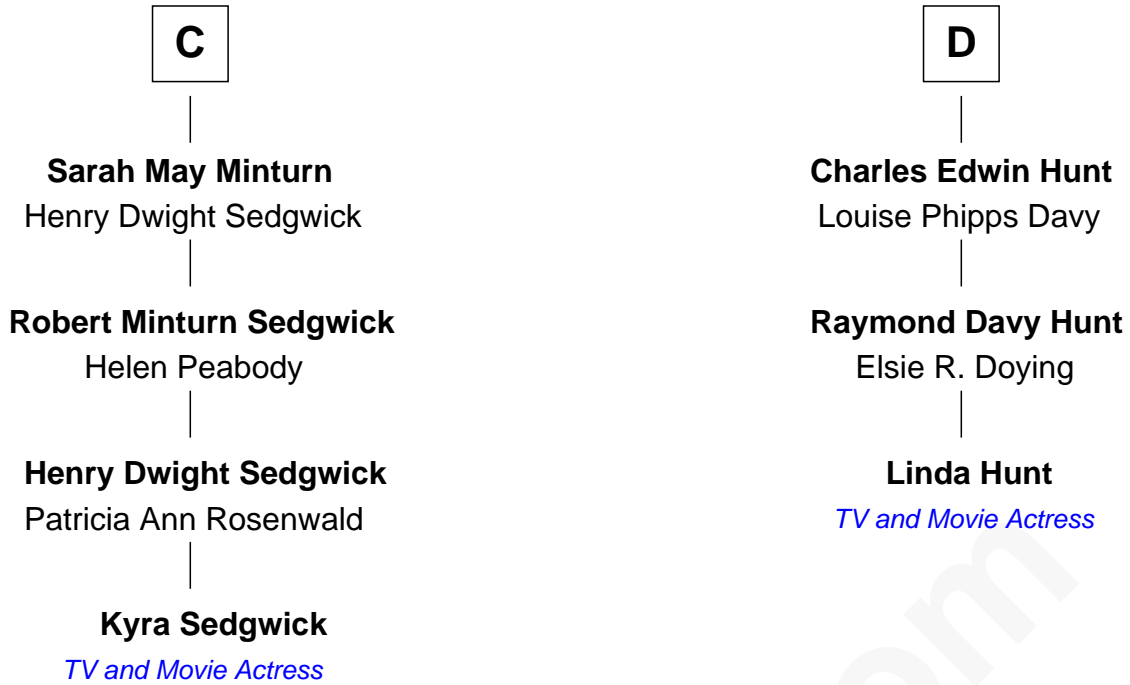 C
Sarah May Minturn
Henry Dwight Sedgwick
Robert Minturn Sedgwick
Helen Peabody
Henry Dwight Sedgwick
Patricia Ann Rosenwald
Kyra Sedgwick
TV and Movie Actress
D
Charles Edwin Hunt
Louise Phipps Davy
Raymond Davy Hunt
Elsie R. Doying
Linda Hunt
TV and Movie Actress
om